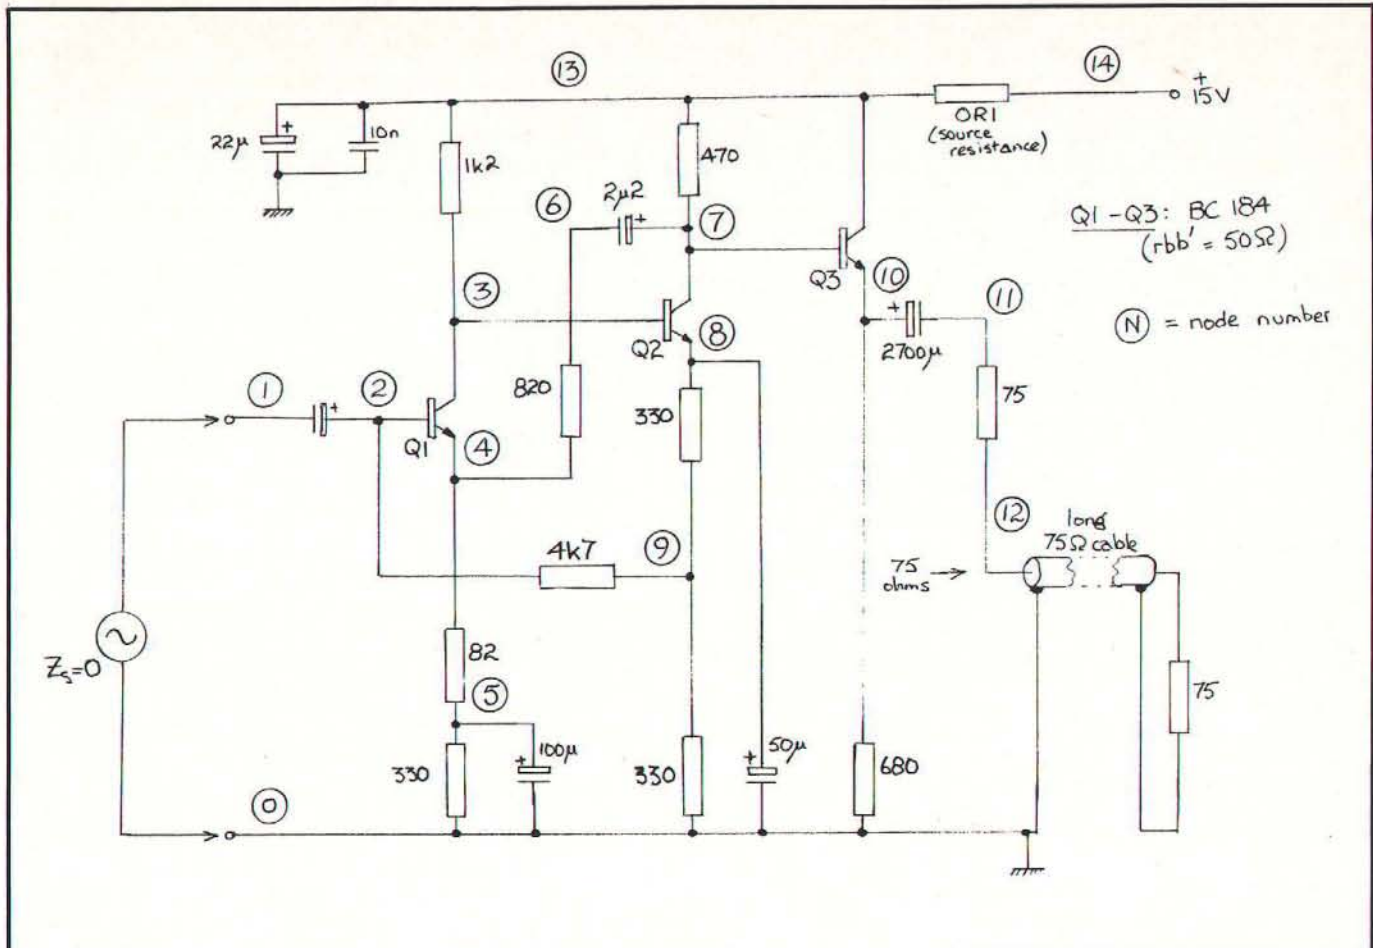 13
14
+
15V
OR1
(source
resistance)
22μ
+
10n
1k2
470
6
2μ2
+
7
Q1-Q3: BC 184
(rbb' = 50Ω)
3
Q3
10
11
+
2700μ
N = node number
Q2
8
1
2
+
820
330
75
Q1
4
12
long
75Ω cable
4k7
9
75
ohms
Zs=0
82
5
75
330
+
100μ
330
+
50μ
680
0